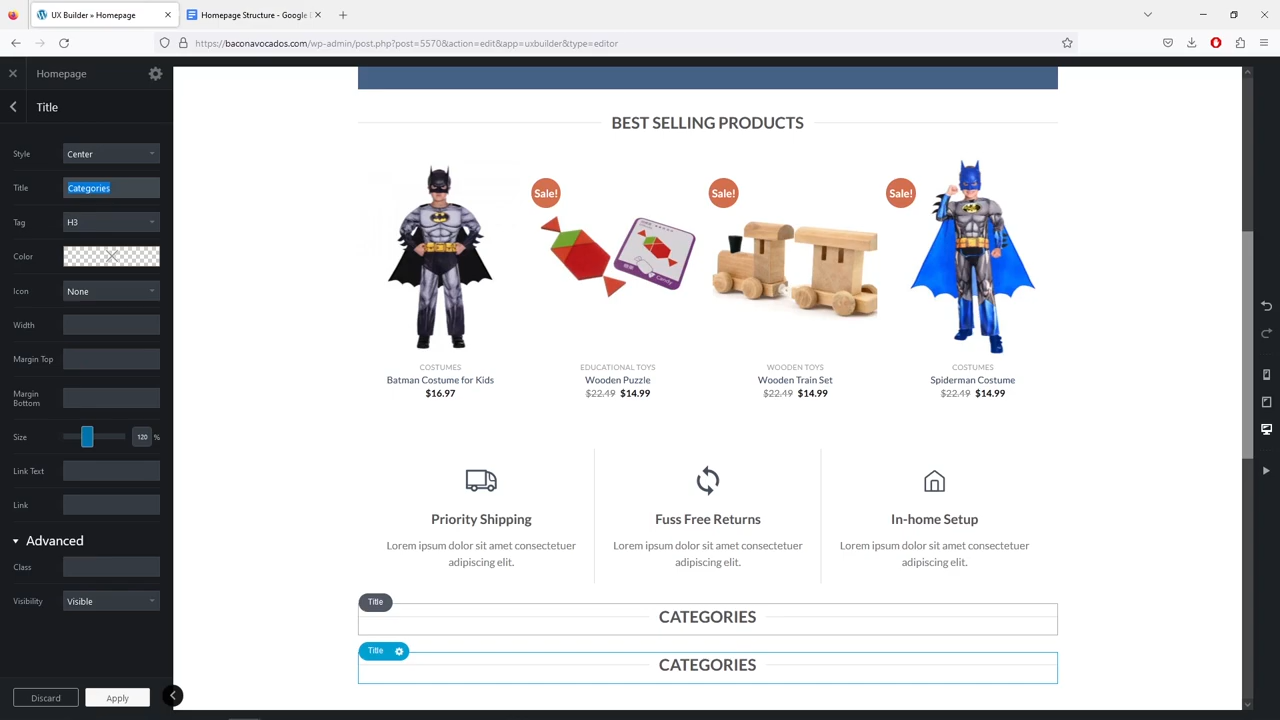 UX Builder + Homepage
Homepage Structure - Google
https://baconavocados.com/wp-admin/post.php?post=5570&action=edit&app=uxbuilder&type=editor
Homepage
Title
Style Center
Title Categories
Tag H3
Color
Icon None
Width
Margin Top
Margin
Bottom
Size 120 %
Link Text
Link
Advanced
Class
Visibility Visible
Discard Apply
BEST SELLING PRODUCTS
Sale! Sale! Sale!
COSTUMES EDUCATIONAL TOYS WOODEN TOYS COSTUMES
Batman Costume for Kids Wooden Puzzle Wooden Train Set Spiderman Costume
$16.97 $22.49 $14.99 $22.49 $14.99 $22.49 $14.99
Priority Shipping Fuss Free Returns In-home Setup
Lorem ipsum dolor sit amet consectetuer Lorem ipsum dolor sit amet consectetuer Lorem ipsum dolor sit amet consectetuer
adipiscing elit. adipiscing elit. adipiscing elit.
Title
CATEGORIES
Title
CATEGORIES